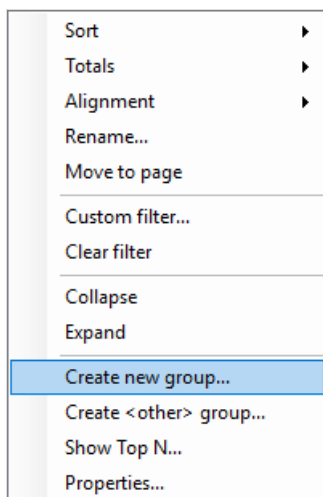 Sort
Totals
Alignment
Rename...
Move to page
Custom filter...
Clear filter
Collapse
Expand
Create new group...
Create <other> group...
Show Top N...
Properties...